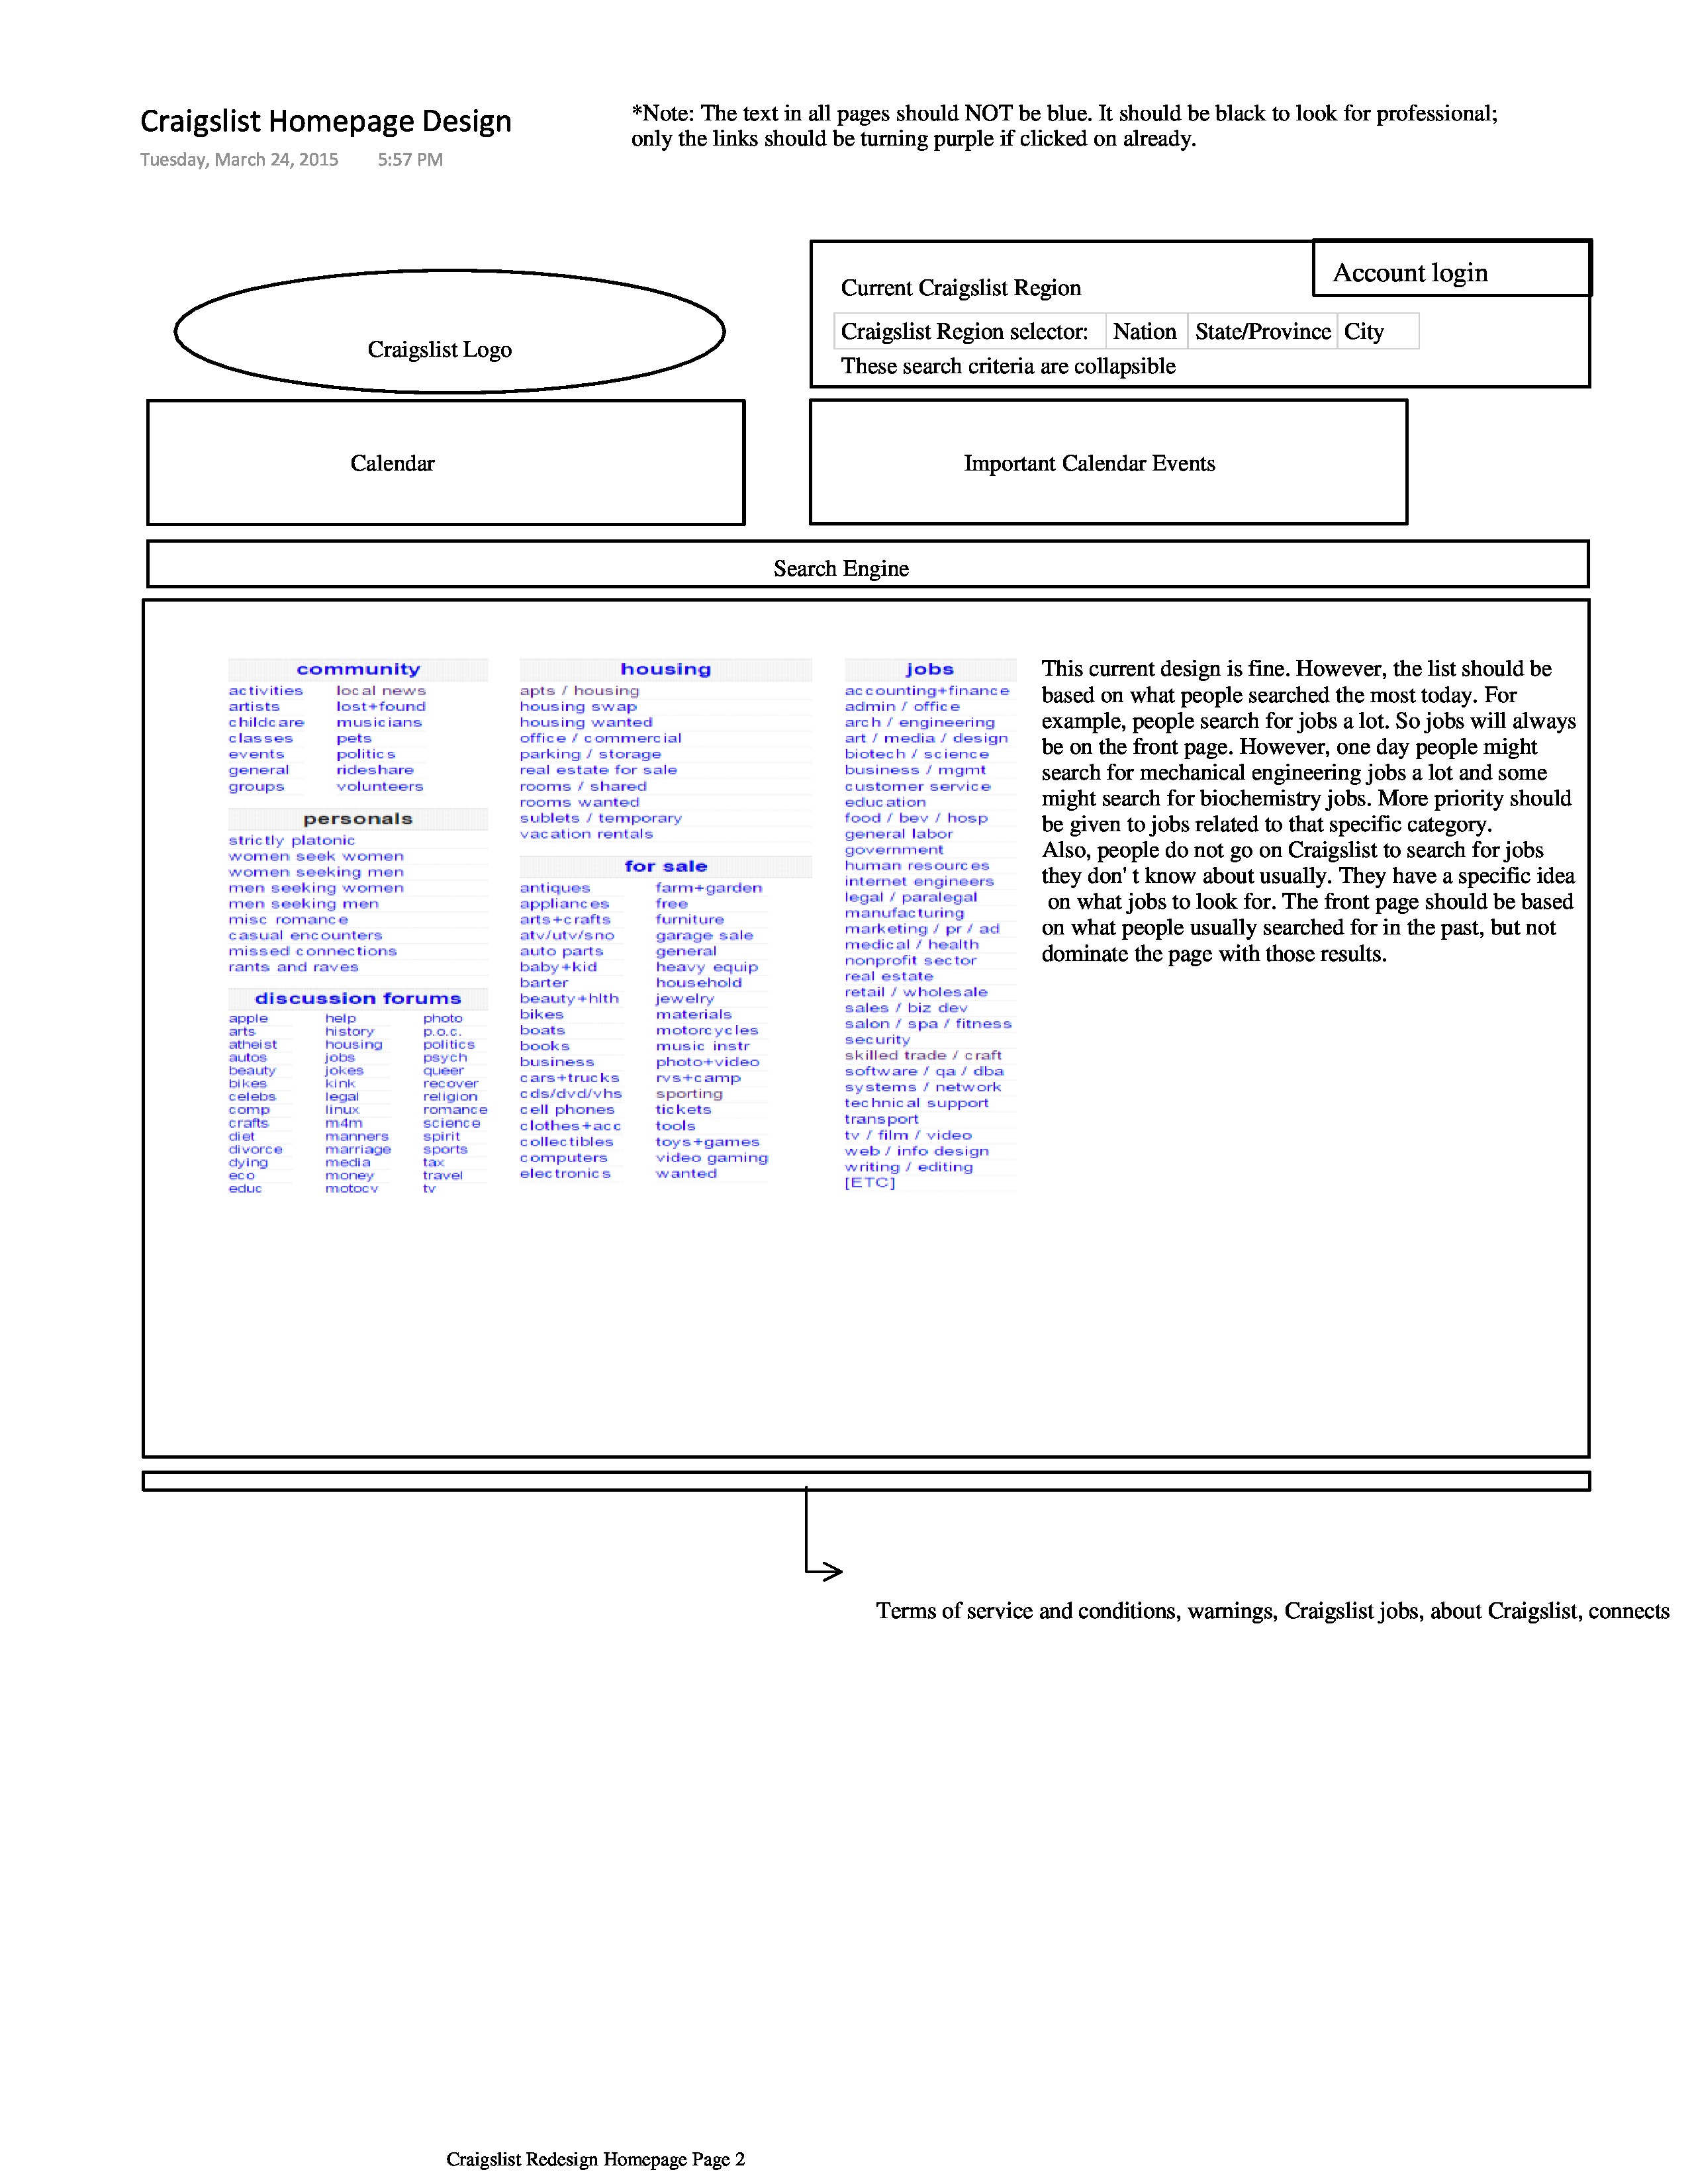 Craigslist Homepage Design
Tuesday, March 24, 2015 5:57 PM
*Note: The text in all pages should NOT be blue. It should be black to look for professional;
only the links should be turning purple if clicked on already.
Craigslist Logo
Account login
Current Craigslist Region
Craigslist Region selector: Nation State/Province City
These search criteria are collapsible
Calendar
Important Calendar Events
Search Engine
community
activities local news
artists lost+found
childcare musicians
classes pets
events politics
general rideshare
groups volunteers
personals
strictly platonic
women seek women
women seeking men
men seeking women
men seeking men
misc romance
casual encounters
missed connections
rants and raves
discussion forums
apple help photo
arts history p.o.c.
atheist housing politics
autos jobs psych
beauty jokes queer
bikes kink recover
celebs legal religion
comp linux romance
crafts m4m science
diet manners spirit
divorce marriage sports
dying media tax
eco money travel
educ motocy tv
housing
apts / housing
housing swap
housing wanted
office / commercial
parking / storage
real estate for sale
rooms / shared
rooms wanted
sublets / temporary
vacation rentals
for sale
antiques farm+garden
appliances free
arts+crafts furniture
atv/utv/sno garage sale
auto parts general
baby+kid heavy equip
barter household
beauty+hlth jewelry
bikes materials
boats motorcycles
books music instr
business photo+video
cars+trucks rvs+camp
cds/dvd/vhs sporting
cell phones tickets
clothes+acc tools
collectibles toys+games
computers video gaming
electronics wanted
jobs
accounting+finance
admin / office
arch / engineering
art / media / design
biotech / science
business / mgmt
customer service
education
food / bev / hosp
general labor
government
human resources
internet engineers
legal / paralegal
manufacturing
marketing / pr / ad
medical / health
nonprofit sector
real estate
retail / wholesale
sales / biz dev
salon / spa / fitness
security
skilled trade / craft
software / qa / dba
systems / network
technical support
transport
tv / film / video
web / info design
writing / editing
[ETC]
This current design is fine. However, the list should be
based on what people searched the most today. For
example, people search for jobs a lot. So jobs will always
be on the front page. However, one day people might
search for mechanical engineering jobs a lot and some
might search for biochemistry jobs. More priority should
be given to jobs related to that specific category.
Also, people do not go on Craigslist to search for jobs
they don't know about usually. They have a specific idea
on what jobs to look for. The front page should be based
on what people usually searched for in the past, but not
dominate the page with those results.
Terms of service and conditions, warnings, Craigslist jobs, about Craigslist, connects
Craigslist Redesign Homepage Page 2